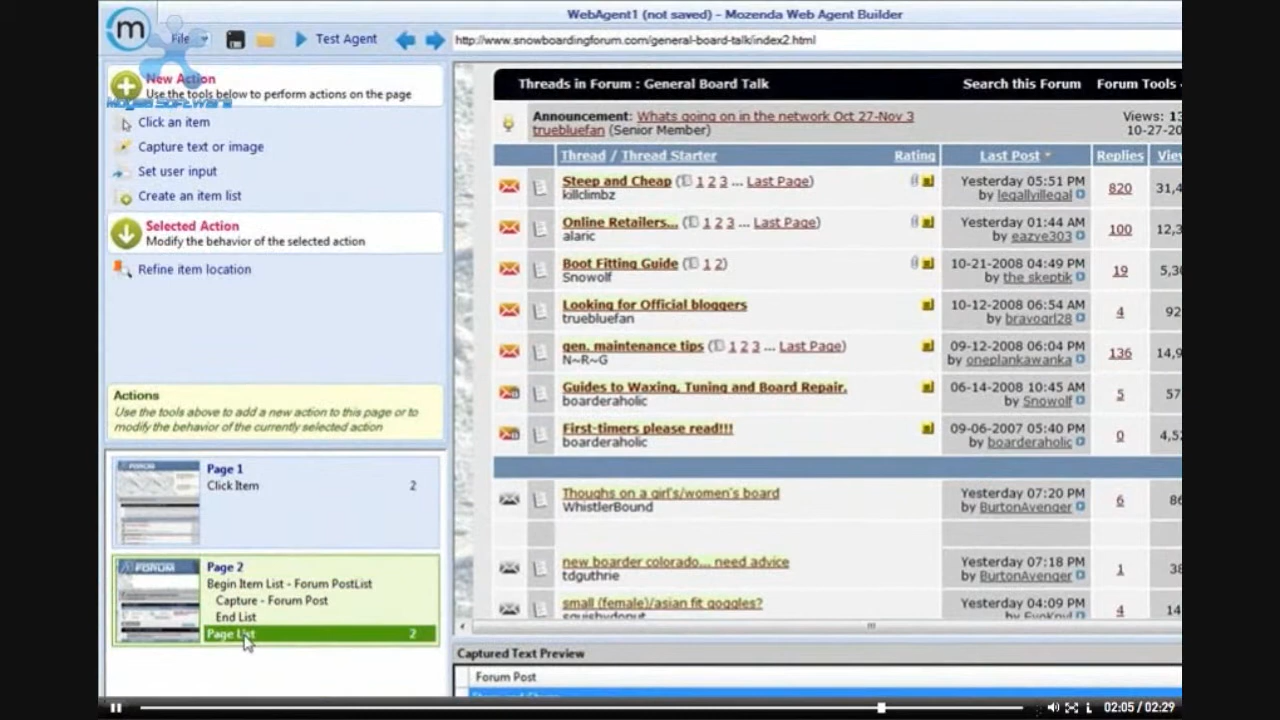 WebAgent1 (not saved) - Mozenda Web Agent Builder
m
File
Test Agent
http://www.snowboardingforum.com/general-board-talk/index2.html
New Action
Use the tools below to perform actions on the page
Click an item
Capture text or image
Set user input
Create an item list
Selected Action
Modify the behavior of the selected action
Refine item location
Actions
Use the tools above to add a new action to this page or to
modify the behavior of the currently selected action
Page 1
Click Item 2
Page 2
Begin Item List - Forum PostList
Capture - Forum Post
End List
Page List 2
Threads in Forum : General Board Talk Search this Forum Forum Tools
Announcement: Whats going on in the network Oct 27-Nov 3 Views:
truebluefan (Senior Member) 10-27-20
Thread / Thread Starter Rating Last Post Replies
Steep and Cheap ( 1 2 3 ... Last Page) Yesterday 05:51 PM 820 31,4
killclimbz by legallyillegal
Online Retailers... ( 1 2 3 ... Last Page) Yesterday 01:44 AM 100 12,3
alaric by eazye303
Boot Fitting Guide ( 1 2) 10-21-2008 04:49 PM 19
Snowolf by the skeptik
Looking for Official bloggers 10-12-2008 06:54 AM 4 92
truebluefan by bravogrl28
gen. maintenance tips ( 1 2 3 ... Last Page) 09-12-2008 06:04 PM 136 14,9
N~R~G by oneplankawanka
Guides to Waxing, Tuning and Board Repair. 06-14-2008 10:45 AM 5 57
boarderaholic by Snowolf
First-timers please read!!! 09-06-2007 05:40 PM 0 4,5
boarderaholic by boarderaholic
Thoughs on a girl's/women's board Yesterday 07:20 PM 6
WhistlerBound by BurtonAvenger
new boarder colorado... need advice Yesterday 07:18 PM 1
tdguthrie by BurtonAvenger
small (female)/asian fit goggles? Yesterday 04:09 PM 4 14
Captured Text Preview
Forum Post
02:05 / 02:29